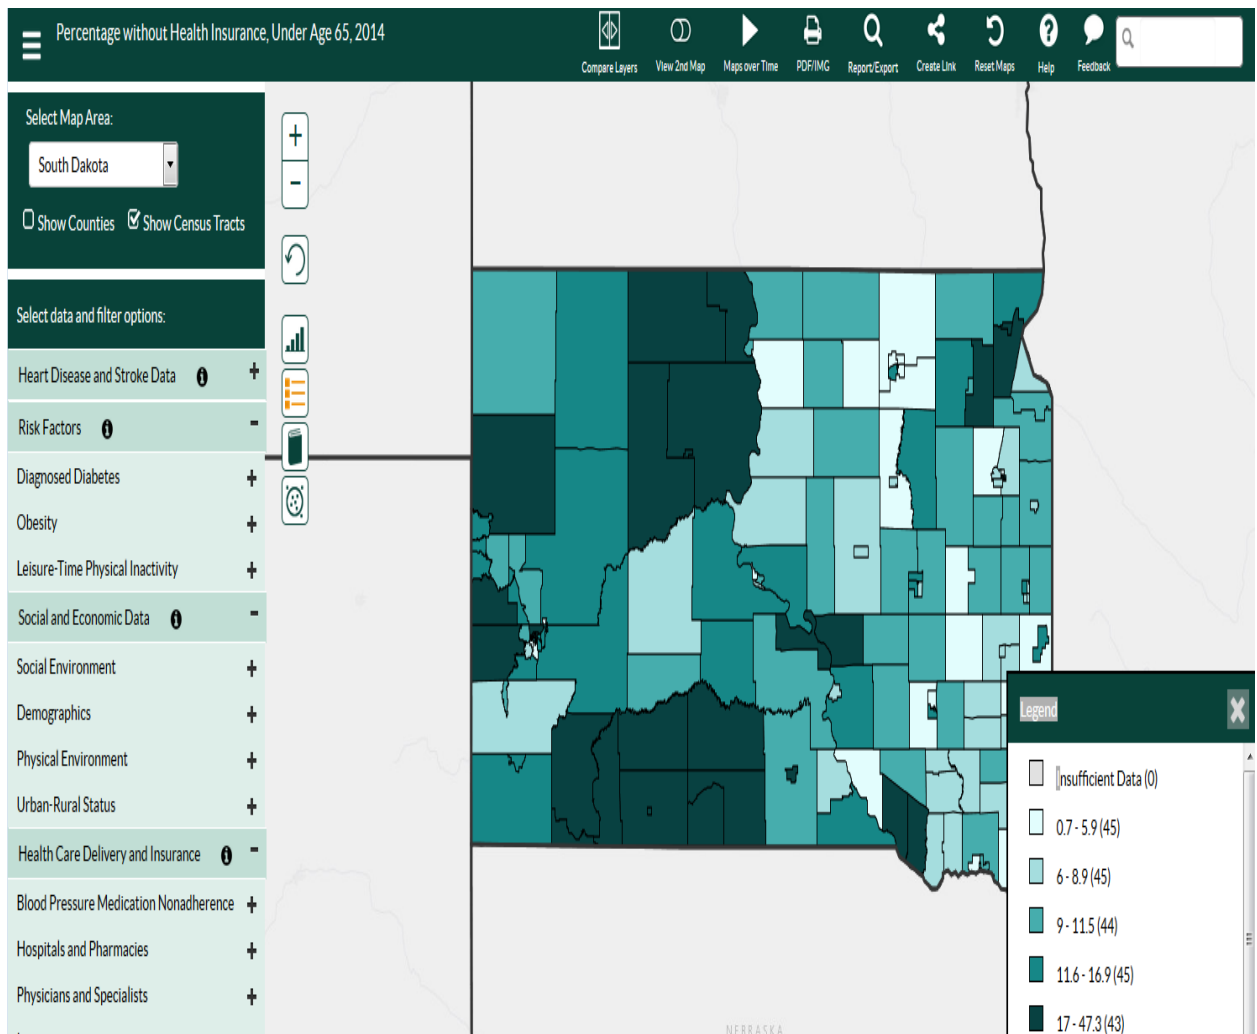 Percentage without Health Insurance, Under Age 65, 2014
Compare Layers
View 2nd Map
Maps over Time
PDF/IMG
Report/Export
Create Link
Reset Maps
Help
Feedback
Select Map Area:
South Dakota
Show Counties
Show Census Tracts
Select data and filter options:
Heart Disease and Stroke Data
Risk Factors
Diagnosed Diabetes
Obesity
Leisure-Time Physical Inactivity
Social and Economic Data
Social Environment
Demographics
Physical Environment
Urban-Rural Status
Health Care Delivery and Insurance
Blood Pressure Medication Nonadherence
Hospitals and Pharmacies
Physicians and Specialists
Legend
Insufficient Data (0)
0.7 - 5.9 (45)
6 - 8.9 (45)
9 - 11.5 (44)
11.6 - 16.9 (45)
17 - 47.3 (43)
NEBRASKA